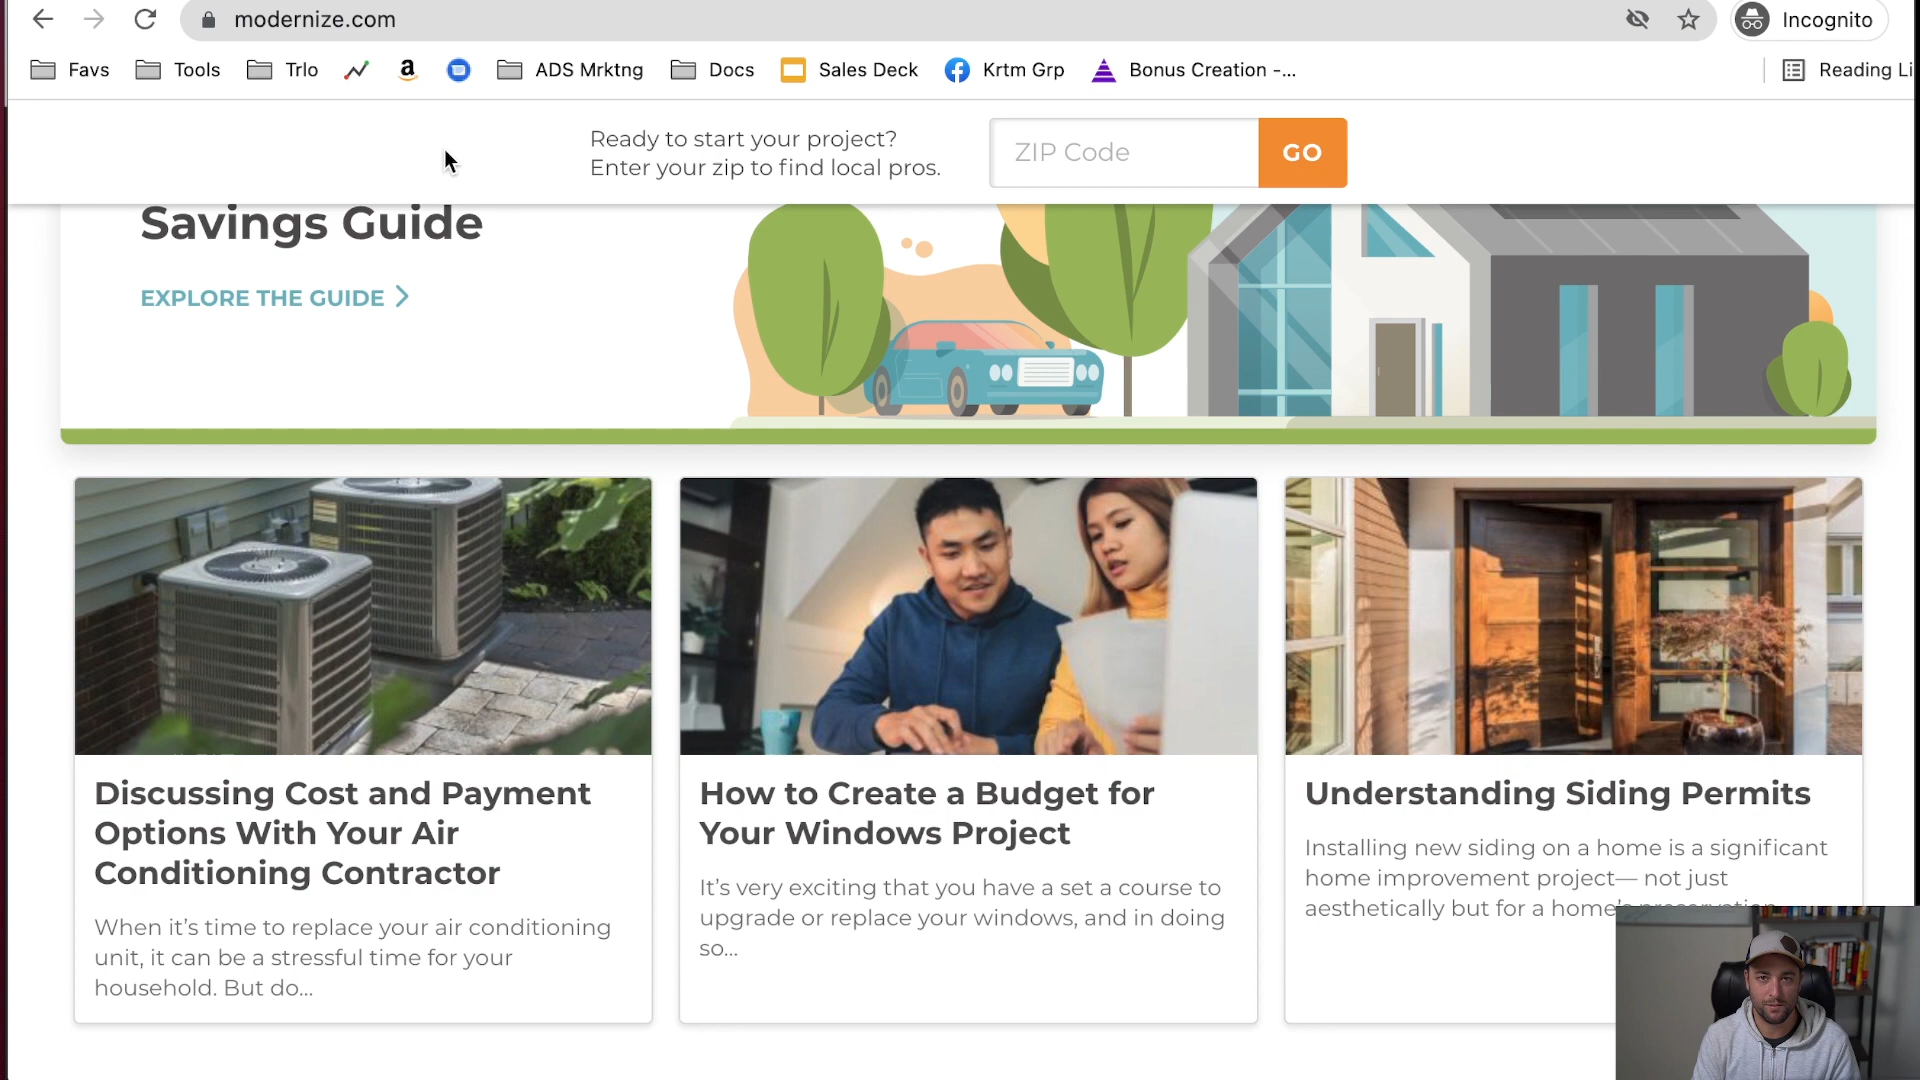 modernize.com
Incognito
Favs
Tools
Trlo
ADS Mrktng
Docs
Sales Deck
Krtm Grp
Bonus Creation -...
Reading Li
Ready to start your project?
Enter your zip to find local pros.
ZIP Code
GO
Savings Guide
EXPLORE THE GUIDE
Discussing Cost and Payment
Options With Your Air
Conditioning Contractor
When it’s time to replace your air conditioning
unit, it can be a stressful time for your
household. But do...
How to Create a Budget for
Your Windows Project
It’s very exciting that you have a set a course to
upgrade or replace your windows, and in doing
so...
Understanding Siding Permits
Installing new siding on a home is a significant
home improvement project— not just
aesthetically but for a home’s